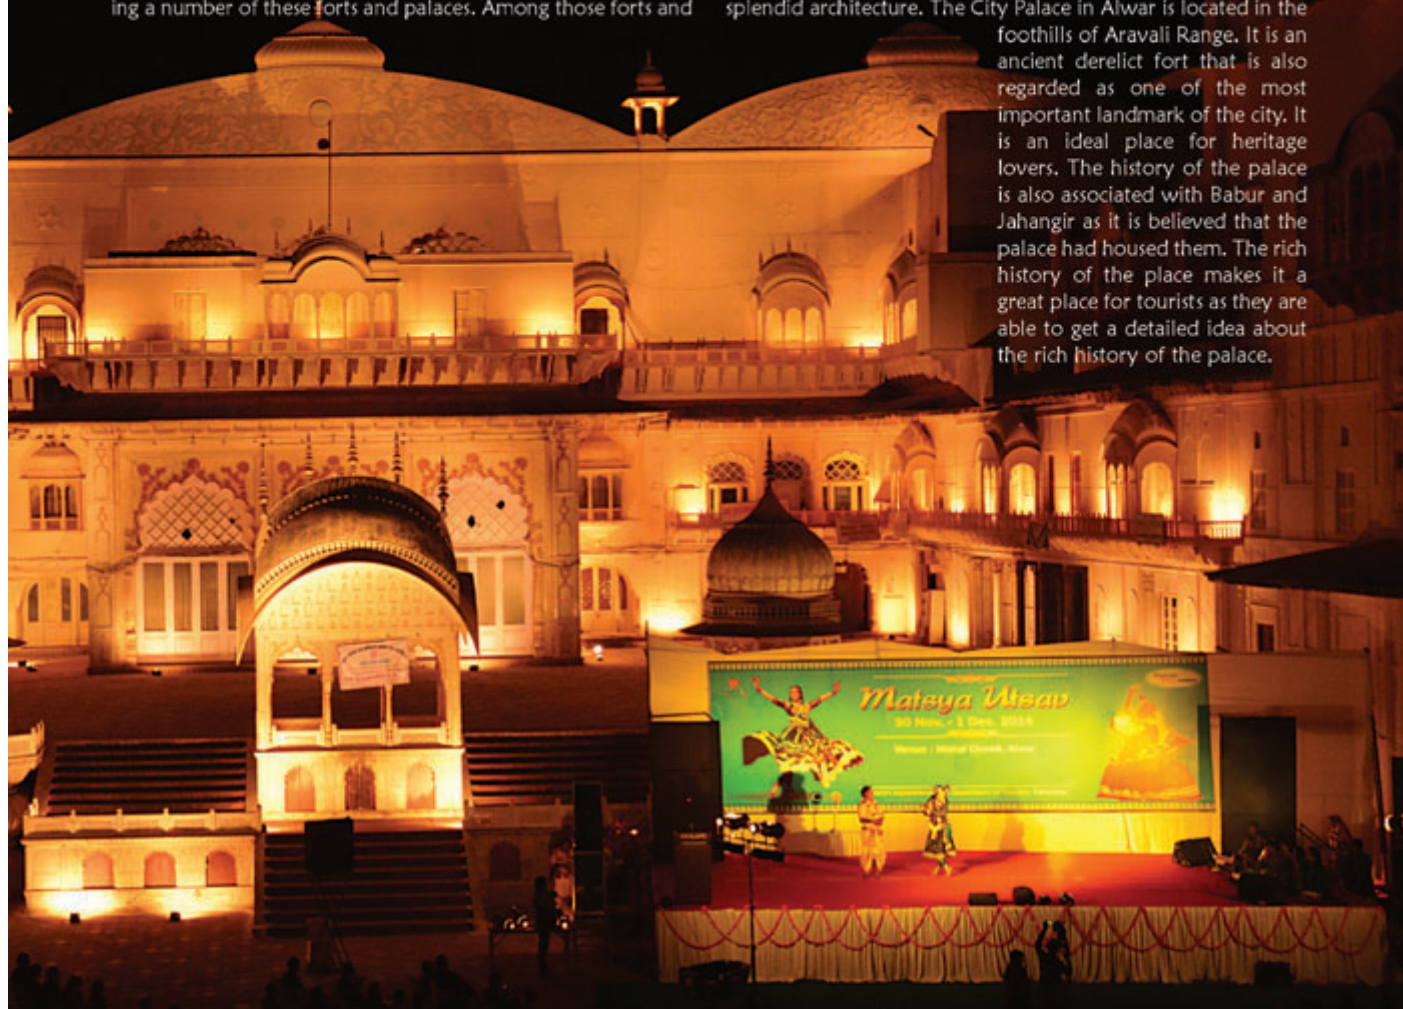 ing a number of these forts and palaces. Among those forts and
splendid architecture. The City Palace in Alwar is located in the
foothills of Aravali Range. It is an
ancient derelict fort that is also
regarded as one of the most
important landmark of the city. It
is an ideal place for heritage
lovers. The history of the palace
is also associated with Babur and
Jahangir as it is believed that the
palace had housed them. The rich
history of the place makes it a
great place for tourists as they are
able to get a detailed idea about
the rich history of the palace.
Matsya Utsav
30 Nov. - 1 Dec. 2014
Venue : Mahal Chowk, Alwar